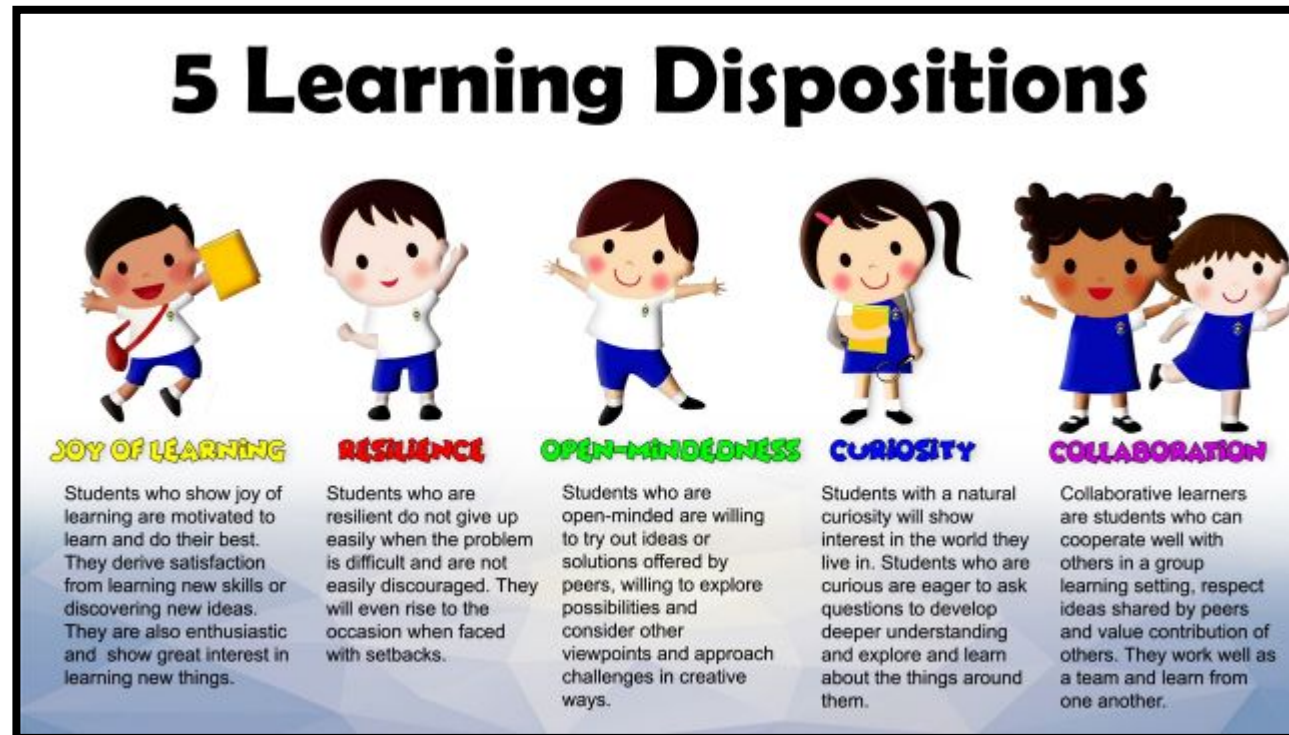 5 Learning Dispositions
JOY OF LEARNING
Students who show joy of
learning are motivated to
learn and do their best.
They derive satisfaction
from learning new skills or
discovering new ideas.
They are also enthusiastic
and show great interest in
learning new things.
RESILIENCE
Students who are
resilient do not give up
easily when the problem
is difficult and are not
easily discouraged. They
will even rise to the
occasion when faced
with setbacks.
OPEN-MINDEDNESS
Students who are
open-minded are willing
to try out ideas or
solutions offered by
peers, willing to explore
possibilities and
consider other
viewpoints and approach
challenges in creative
ways.
CURIOSITY
Students with a natural
curiosity will show
interest in the world they
live in. Students who are
curious are eager to ask
questions to develop
deeper understanding
and explore and learn
about the things around
them.
COLLABORATION
Collaborative learners
are students who can
cooperate well with
others in a group
learning setting, respect
ideas shared by peers
and value contribution of
others. They work well as
a team and learn from
one another.